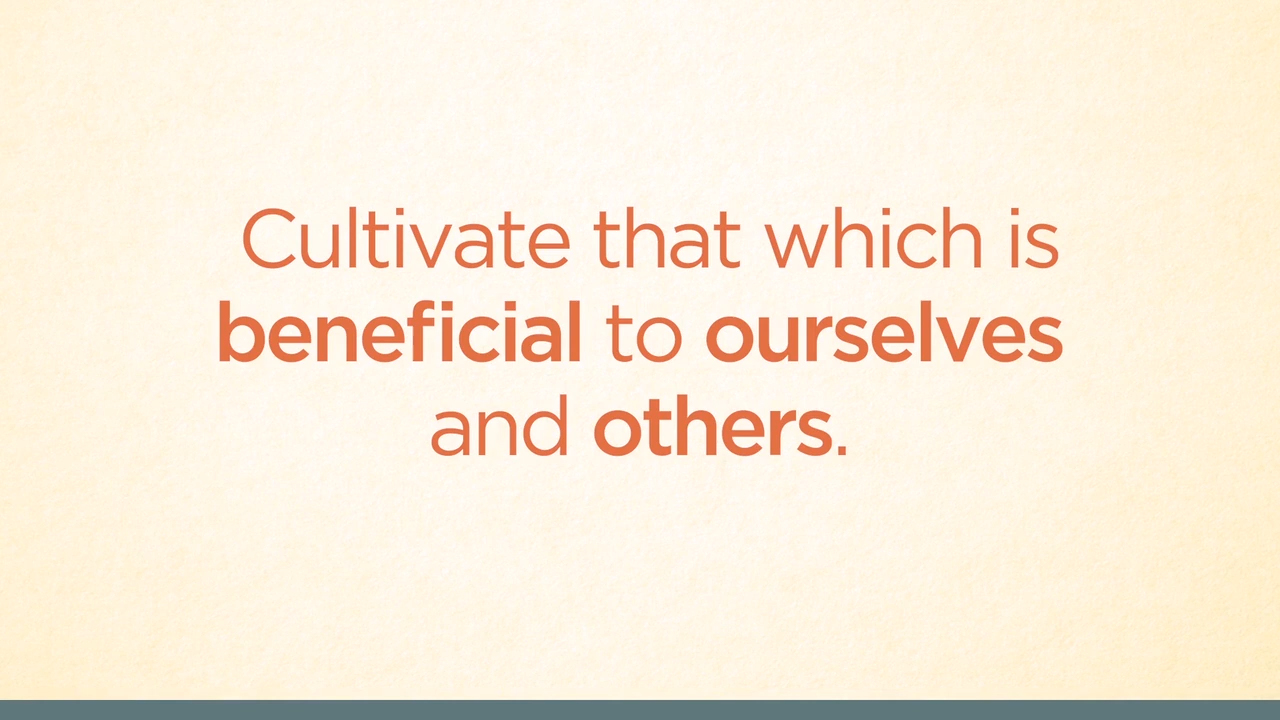 Cultivate that which is
beneficial to ourselves
and others.